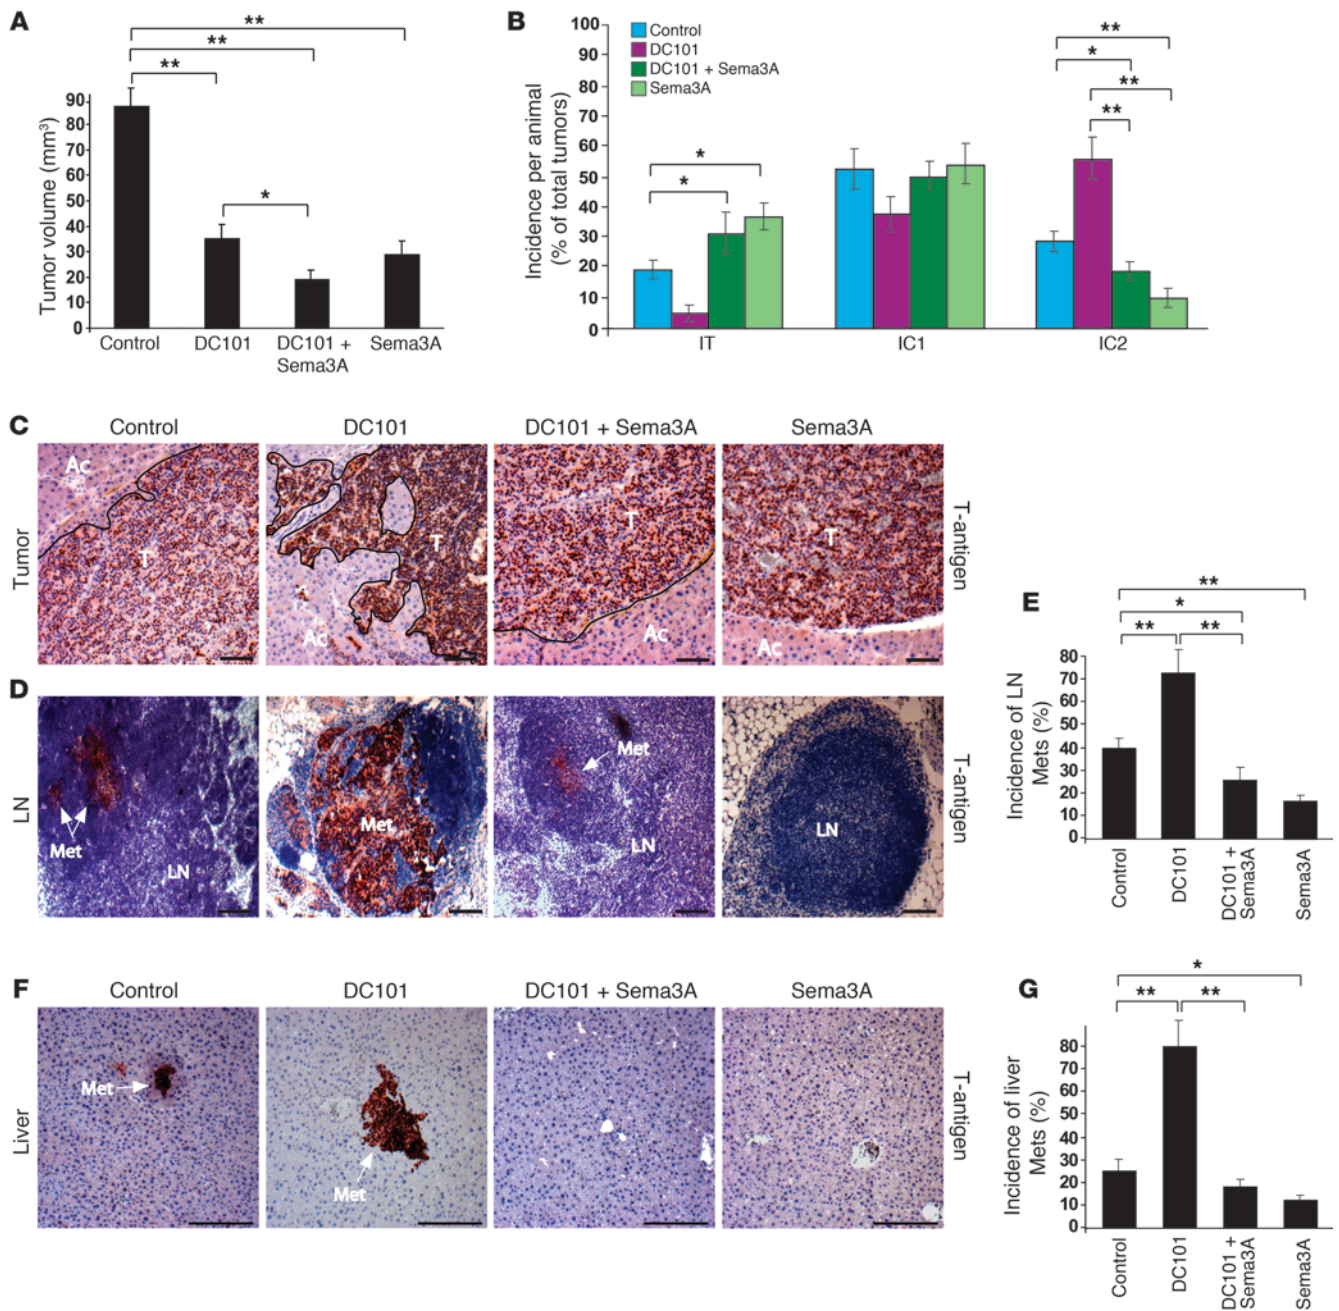 A
**
**
**
*
Tumor volume (mm³)
90
80
70
60
50
40
30
20
10
0
Control
DC101
DC101 +
Sema3A
Sema3A
B
Control
DC101
DC101 + Sema3A
Sema3A
Incidence per animal
(% of total tumors)
100
90
80
70
60
50
40
30
20
10
0
*
*
**
*
**
**
IT
IC1
IC2
C
Control
DC101
DC101 + Sema3A
Sema3A
Tumor
Ac
T
T
Ac
T
Ac
T
Ac
T-antigen
D
LN
Met
LN
Met
Met
LN
LN
T-antigen
E
**
*
**
**
Incidence of LN
Mets (%)
80
70
60
50
40
30
20
10
0
Control
DC101
DC101 +
Sema3A
Sema3A
F
Control
DC101
DC101 + Sema3A
Sema3A
Liver
Met
Met
T-antigen
G
*
**
**
Incidence of liver
Mets (%)
80
70
60
50
40
30
20
10
0
Control
DC101
DC101 +
Sema3A
Sema3A